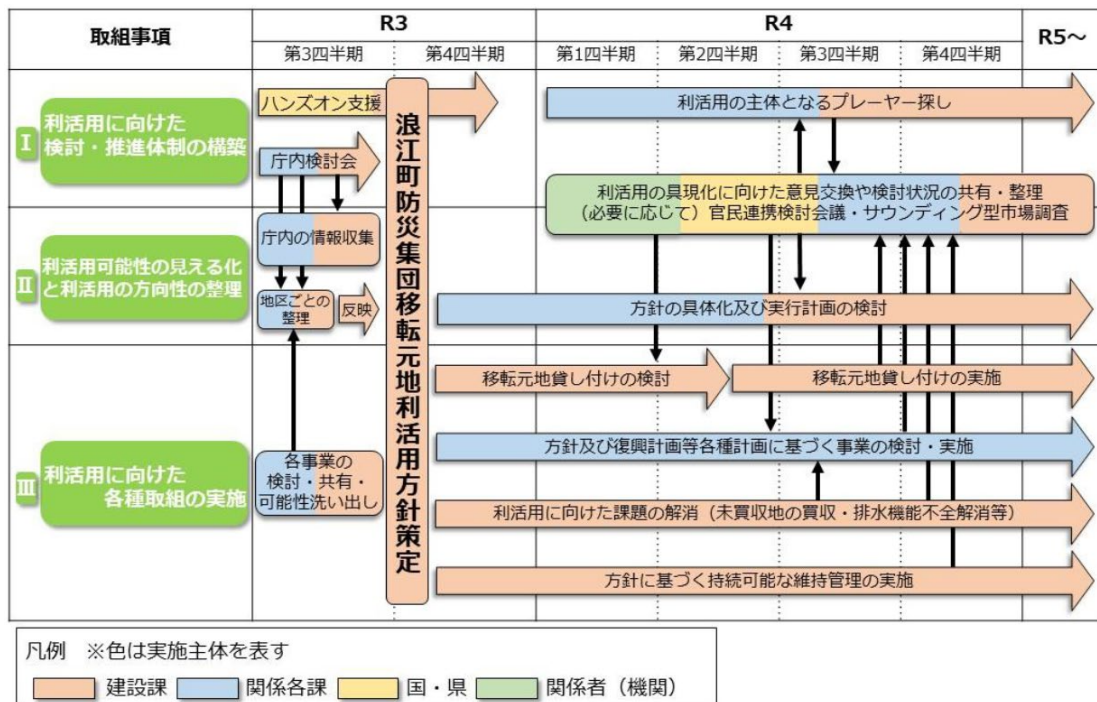 取組事項
R3
R4
R5～
第3四半期
第4四半期
第1四半期
第2四半期
第3四半期
第4四半期
Ⅰ
利活用に向けた
検討・推進体制の構築
ハンズオン支援
庁内検討会
浪江町防災集団移転元地利活用方針策定
利活用の主体となるプレーヤー探し
利活用の具現化に向けた意見交換や検討状況の共有・整理
（必要に応じて）官民連携検討会議・サウンディング型市場調査
Ⅱ
利活用可能性の見える化
と利活用の方向性の整理
庁内の情報収集
地区ごとの
整理
反映
方針の具体化及び実行計画の検討
Ⅲ
利活用に向けた
各種取組の実施
各事業の
検討・共有・
可能性洗い出し
移転元地貸し付けの検討
移転元地貸し付けの実施
方針及び復興計画等各種計画に基づく事業の検討・実施
利活用に向けた課題の解消（未買収地の買収・排水機能不全解消等）
方針に基づく持続可能な維持管理の実施
凡例　※色は実施主体を表す
建設課
関係各課
国・県
関係者（機関）